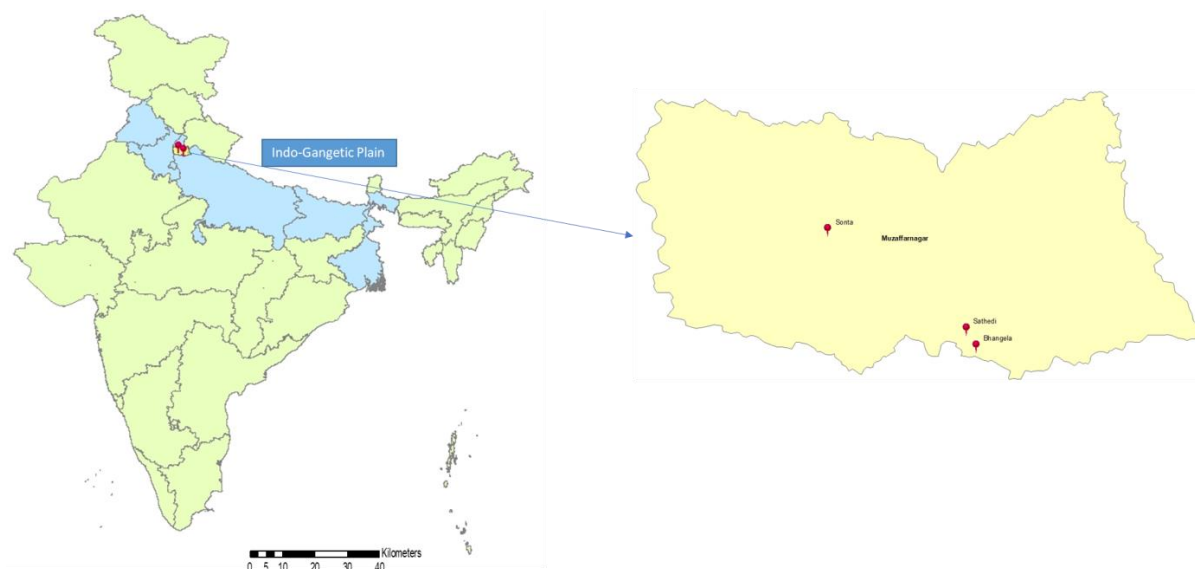 Indo-Gangetic Plain
Sonta
Muzaffarnagar
Sathedi
Bhangela
Kilometers
0 5 10 20 30 40